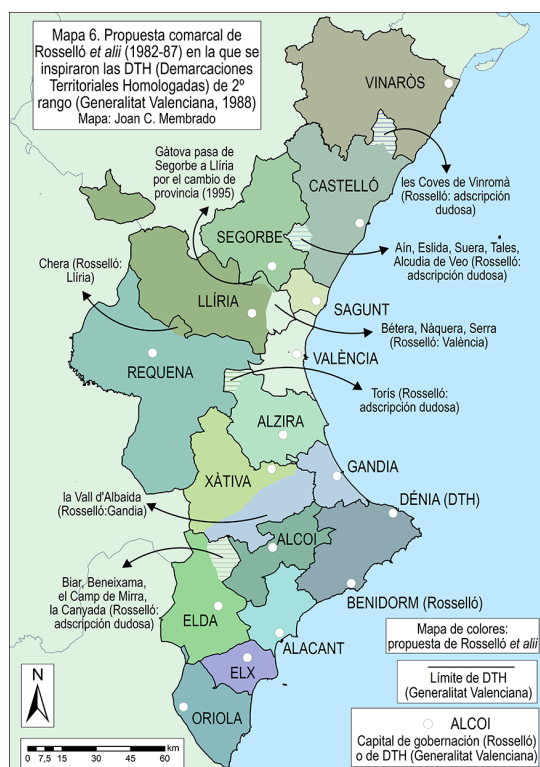 Mapa 6. Propuesta comarcal de
Rosselló et alii (1982-87) en la que se
inspiraron las DTH (Demarcaciones
Territoriales Homologadas) de 2º
rango (Generalitat Valenciana, 1988)
Mapa: Joan C. Membrado
VINARÒS
Gàtova pasa de
Segorbe a Llíria
por el cambio de
provincia (1995)
CASTELLÓ
les Coves de Vinromà
(Rosselló: adscripción
dudosa)
SEGORBE
Aín, Eslida, Suera, Tales,
Alcudia de Veo (Rosselló:
adscripción dudosa)
Chera (Rosselló:
Llíria)
LLÍRIA
SAGUNT
Bétera, Nàquera, Serra
(Rosselló: València)
VALÈNCIA
REQUENA
Torís (Rosselló:
adscripción dudosa)
ALZIRA
GANDIA
XÀTIVA
la Vall d'Albaida
(Rosselló:Gandia)
DÉNIA (DTH)
ALCOI
Biar, Beneixama,
el Camp de Mirra,
la Canyada (Rosselló:
adscripción dudosa)
BENIDORM (Rosselló)
ELDA
ALACANT
Mapa de colores:
propuesta de Rosselló et alii
ELX
Límite de DTH
(Generalitat Valenciana)
N
ORIOLA
ALCOI
Capital de gobernación (Rosselló)
o de DTH (Generalitat Valenciana)
km
0 7,5 15 30 45 60